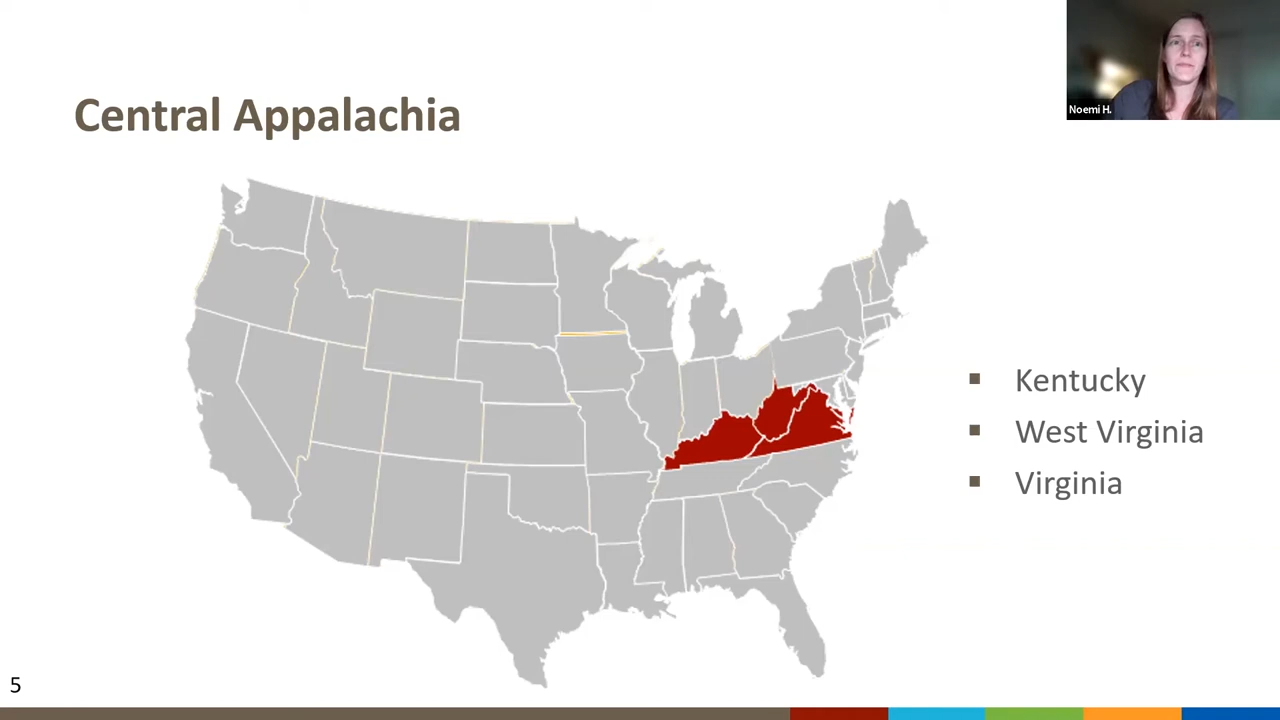 Noemi H.
Central Appalachia
▪ Kentucky
▪ West Virginia
▪ Virginia
5